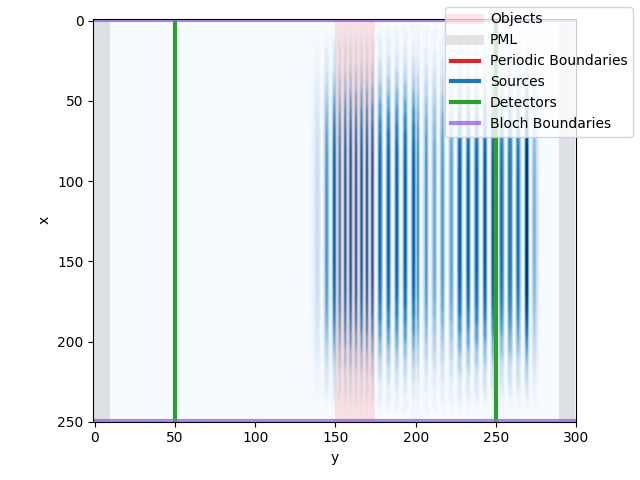 Objects
PML
Periodic Boundaries
Sources
Detectors
Bloch Boundaries
0
50
100
150
200
250
x
0 50 100 150 200 250 300
y